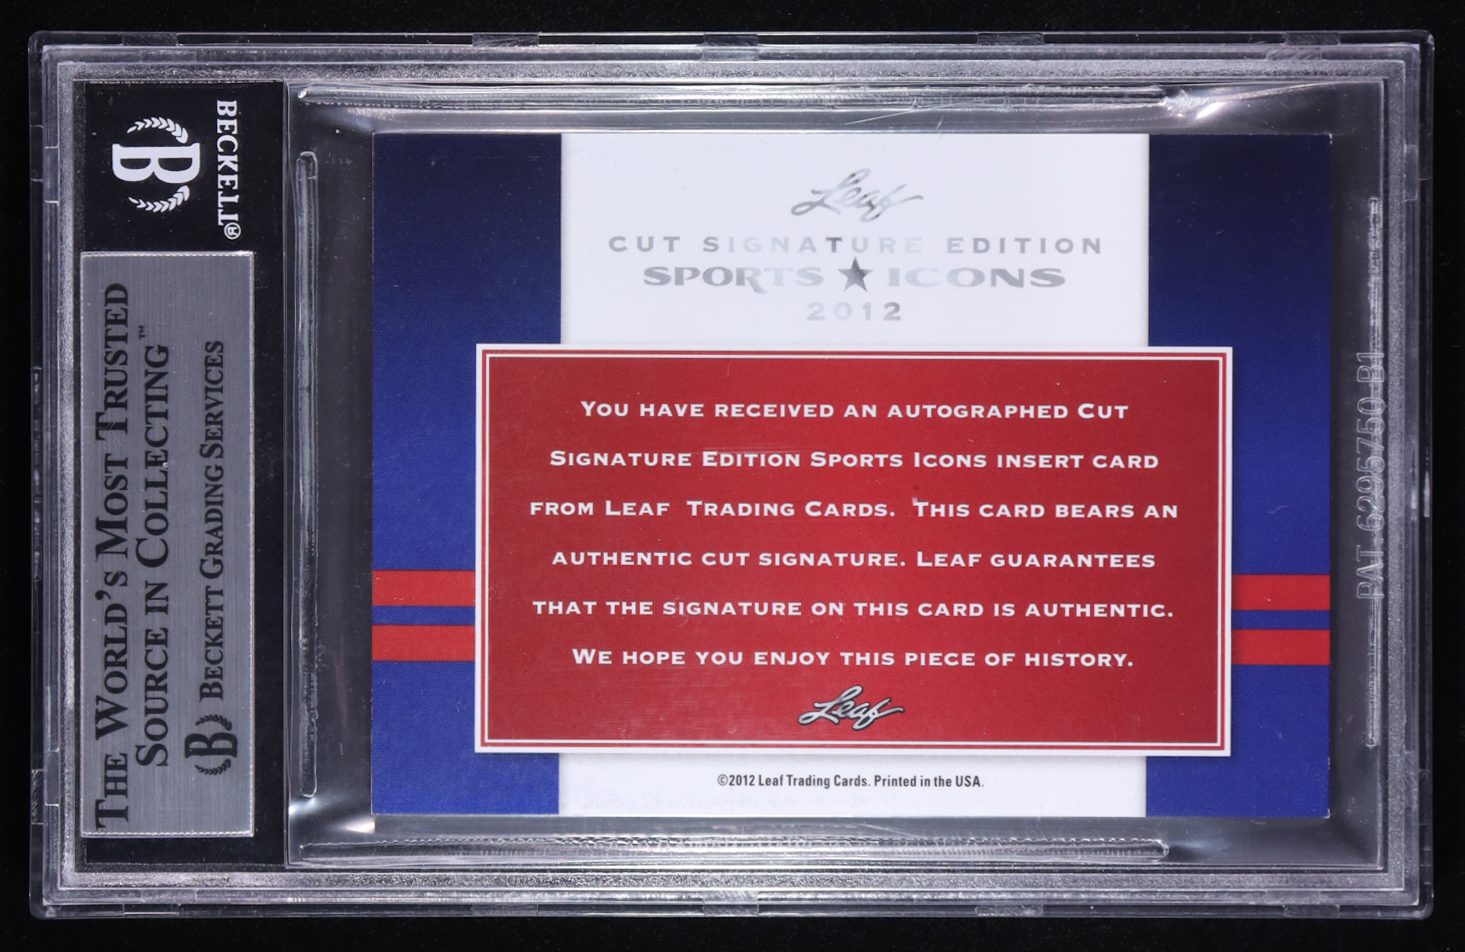 BECKETT®
B
THE WORLD'S MOST TRUSTED
SOURCE IN COLLECTING™
B BECKETT GRADING SERVICES
Leaf
CUT SIGNATURE EDITION
SPORTS★ICONS
2012
YOU HAVE RECEIVED AN AUTOGRAPHED CUT
SIGNATURE EDITION SPORTS ICONS INSERT CARD
FROM LEAF TRADING CARDS. THIS CARD BEARS AN
AUTHENTIC CUT SIGNATURE. LEAF GUARANTEES
THAT THE SIGNATURE ON THIS CARD IS AUTHENTIC.
WE HOPE YOU ENJOY THIS PIECE OF HISTORY.
Leaf
©2012 Leaf Trading Cards. Printed in the USA.
PAT.6295750 B1